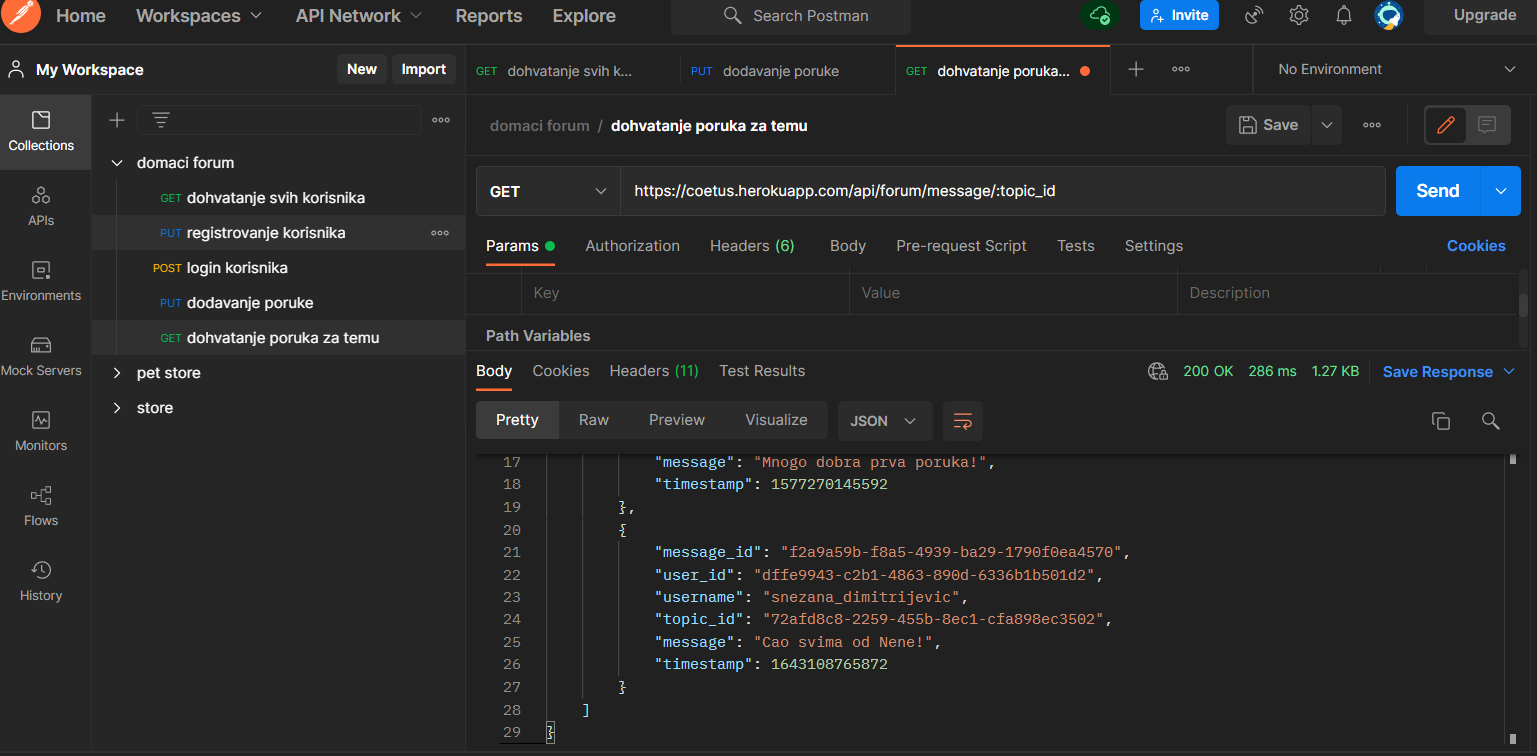 Home Workspaces API Network Reports Explore Search Postman Invite Upgrade
My Workspace New Import
GET dohvatanje svih k...
PUT dodavanje poruke
GET dohvatanje poruka...
No Environment
Collections
APIs
Environments
Mock Servers
Monitors
Flows
History
domaci forum
GET dohvatanje svih korisnika
PUT registrovanje korisnika
POST login korisnika
PUT dodavanje poruke
GET dohvatanje poruka za temu
pet store
store
domaci forum / dohvatanje poruka za temu
Save
GET https://coetus.herokuapp.com/api/forum/message/:topic_id Send
Params Authorization Headers (6) Body Pre-request Script Tests Settings Cookies
Key Value Description
Path Variables
Body Cookies Headers (11) Test Results 200 OK 286 ms 1.27 KB Save Response
Pretty Raw Preview Visualize JSON
17 "message": "Mnogo dobra prva poruka!",
18 "timestamp": 1577270145592
19 },
20 {
21 "message_id": "f2a9a59b-f8a5-4939-ba29-1790f0ea4570",
22 "user_id": "dffe9943-c2b1-4863-890d-6336b1b501d2",
23 "username": "snezana_dimitrijevic",
24 "topic_id": "72afd8c8-2259-455b-8ec1-cfa898ec3502",
25 "message": "Cao svima od Nene!",
26 "timestamp": 1643108765872
27 }
28 ]
29 }